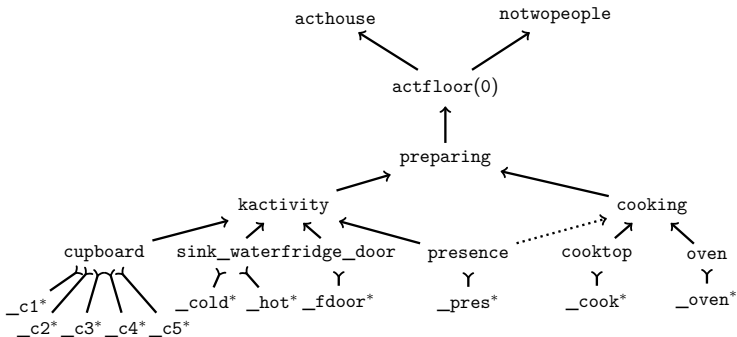 acthouse notwopeople
actfloor(0)
preparing
kactivity cooking
cupboard sink_water fridge_door presence cooktop oven
_c1* _cold* _hot* _fdoor* _pres* _cook* _oven*
_c2* _c3* _c4* _c5*